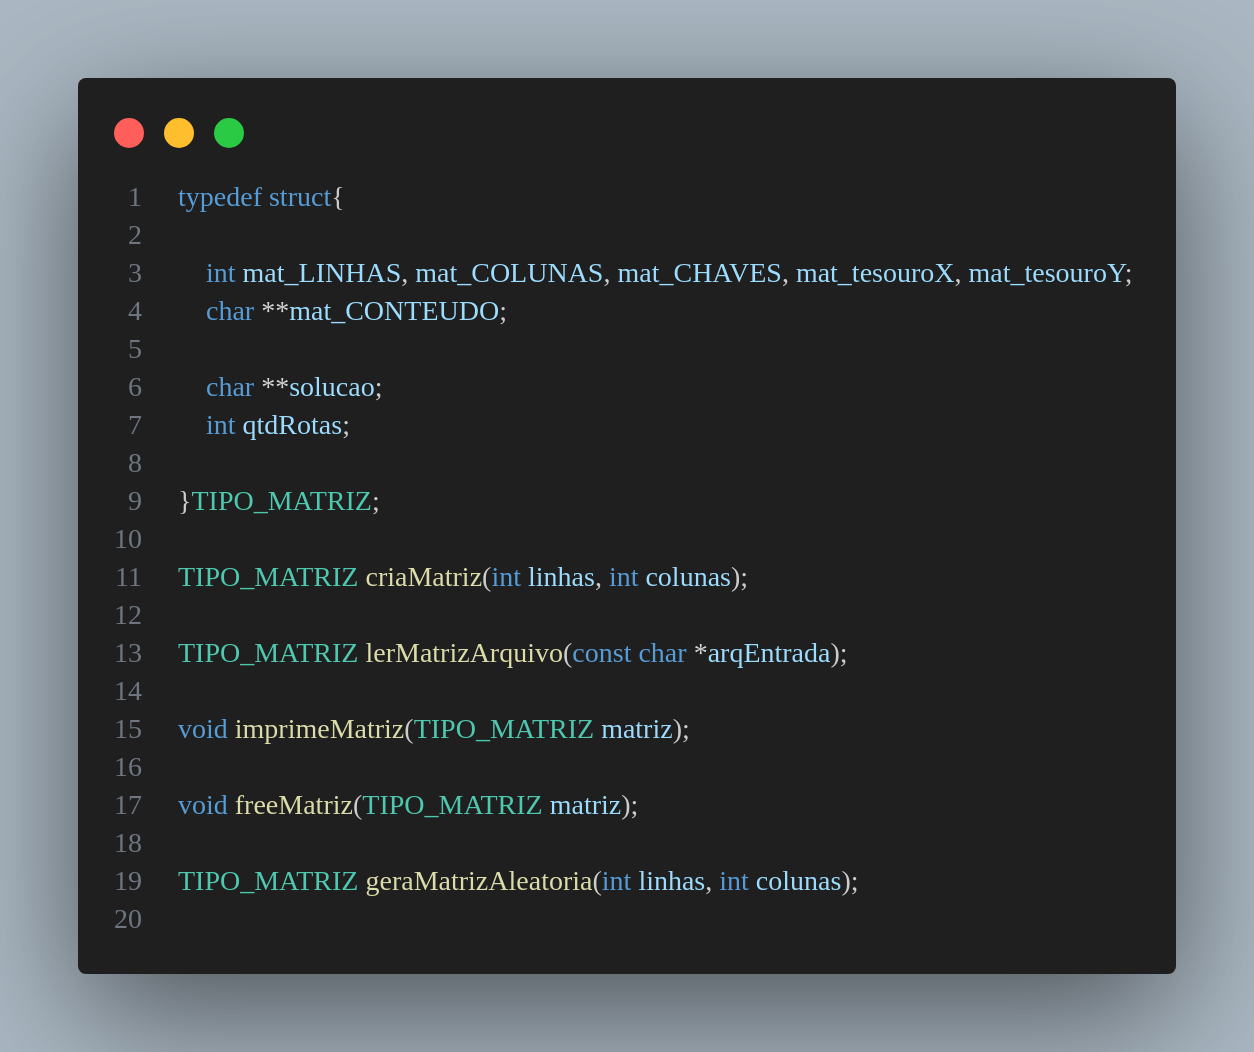 1 typedef struct{
2
3     int mat_LINHAS, mat_COLUNAS, mat_CHAVES, mat_tesouroX, mat_tesouroY;
4     char **mat_CONTEUDO;
5
6     char **solucao;
7     int qtdRotas;
8
9 }TIPO_MATRIZ;
10
11 TIPO_MATRIZ criaMatriz(int linhas, int colunas);
12
13 TIPO_MATRIZ lerMatrizArquivo(const char *arqEntrada);
14
15 void imprimeMatriz(TIPO_MATRIZ matriz);
16
17 void freeMatriz(TIPO_MATRIZ matriz);
18
19 TIPO_MATRIZ geraMatrizAleatoria(int linhas, int colunas);
20